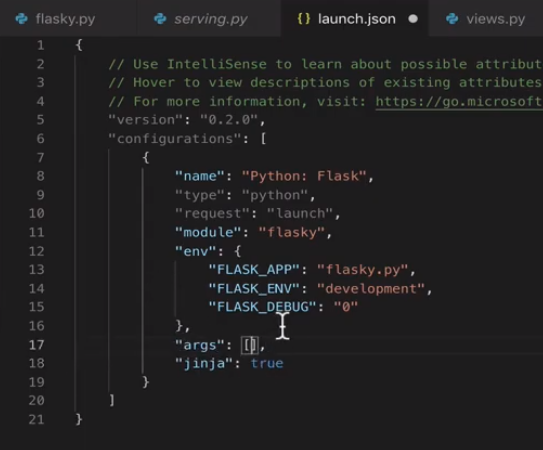 flasky.py serving.py {} launch.json views.py
1 {
2 // Use IntelliSense to learn about possible attribut
3 // Hover to view descriptions of existing attributes
4 // For more information, visit: https://go.microsoft
5 "version": "0.2.0",
6 "configurations": [
7 {
8 "name": "Python: Flask",
9 "type": "python",
10 "request": "launch",
11 "module": "flasky",
12 "env": {
13 "FLASK_APP": "flasky.py",
14 "FLASK_ENV": "development",
15 "FLASK_DEBUG": "0"
16 },
17 "args": [],
18 "jinja": true
19 }
20 ]
21 }